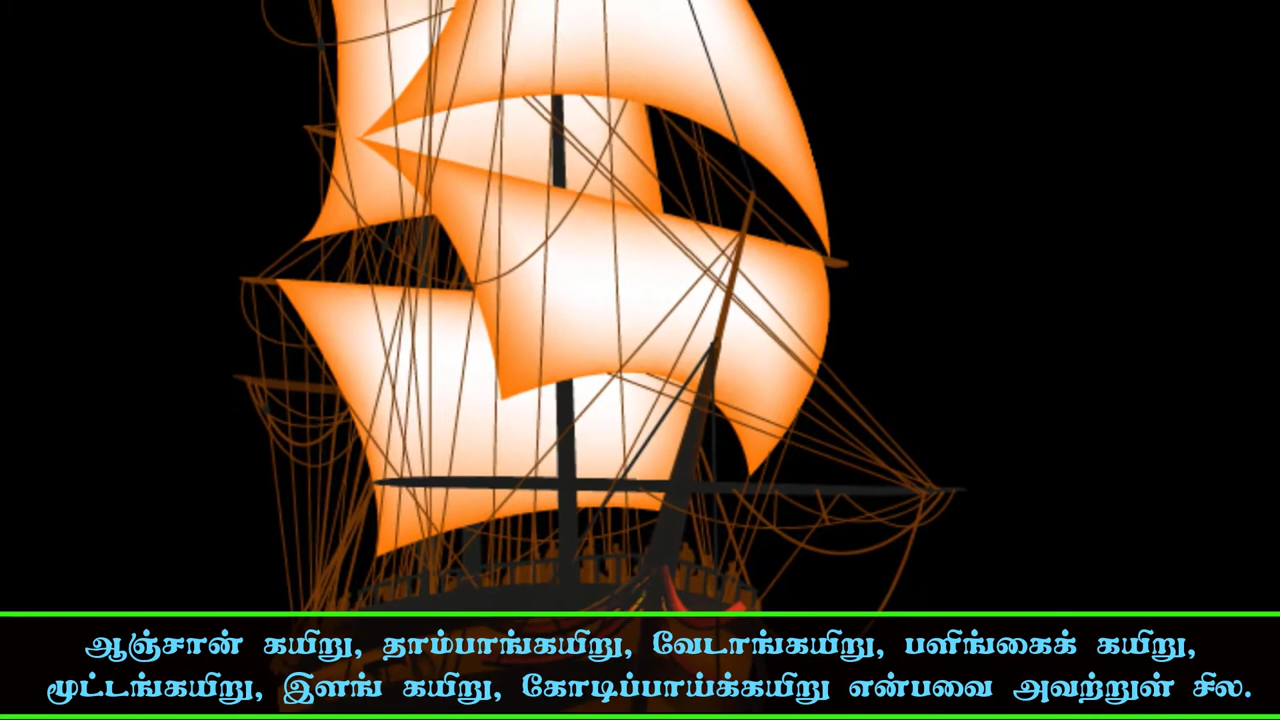 ஆஞ்சான் கயிறு, தாம்பாங்கயிறு, வேடாங்கயிறு, பளிங்கைக் கயிறு,
மூட்டங்கயிறு, இளங் கயிறு, கோடிப்பாய்க்கயிறு என்பவை அவற்றுள் சில.